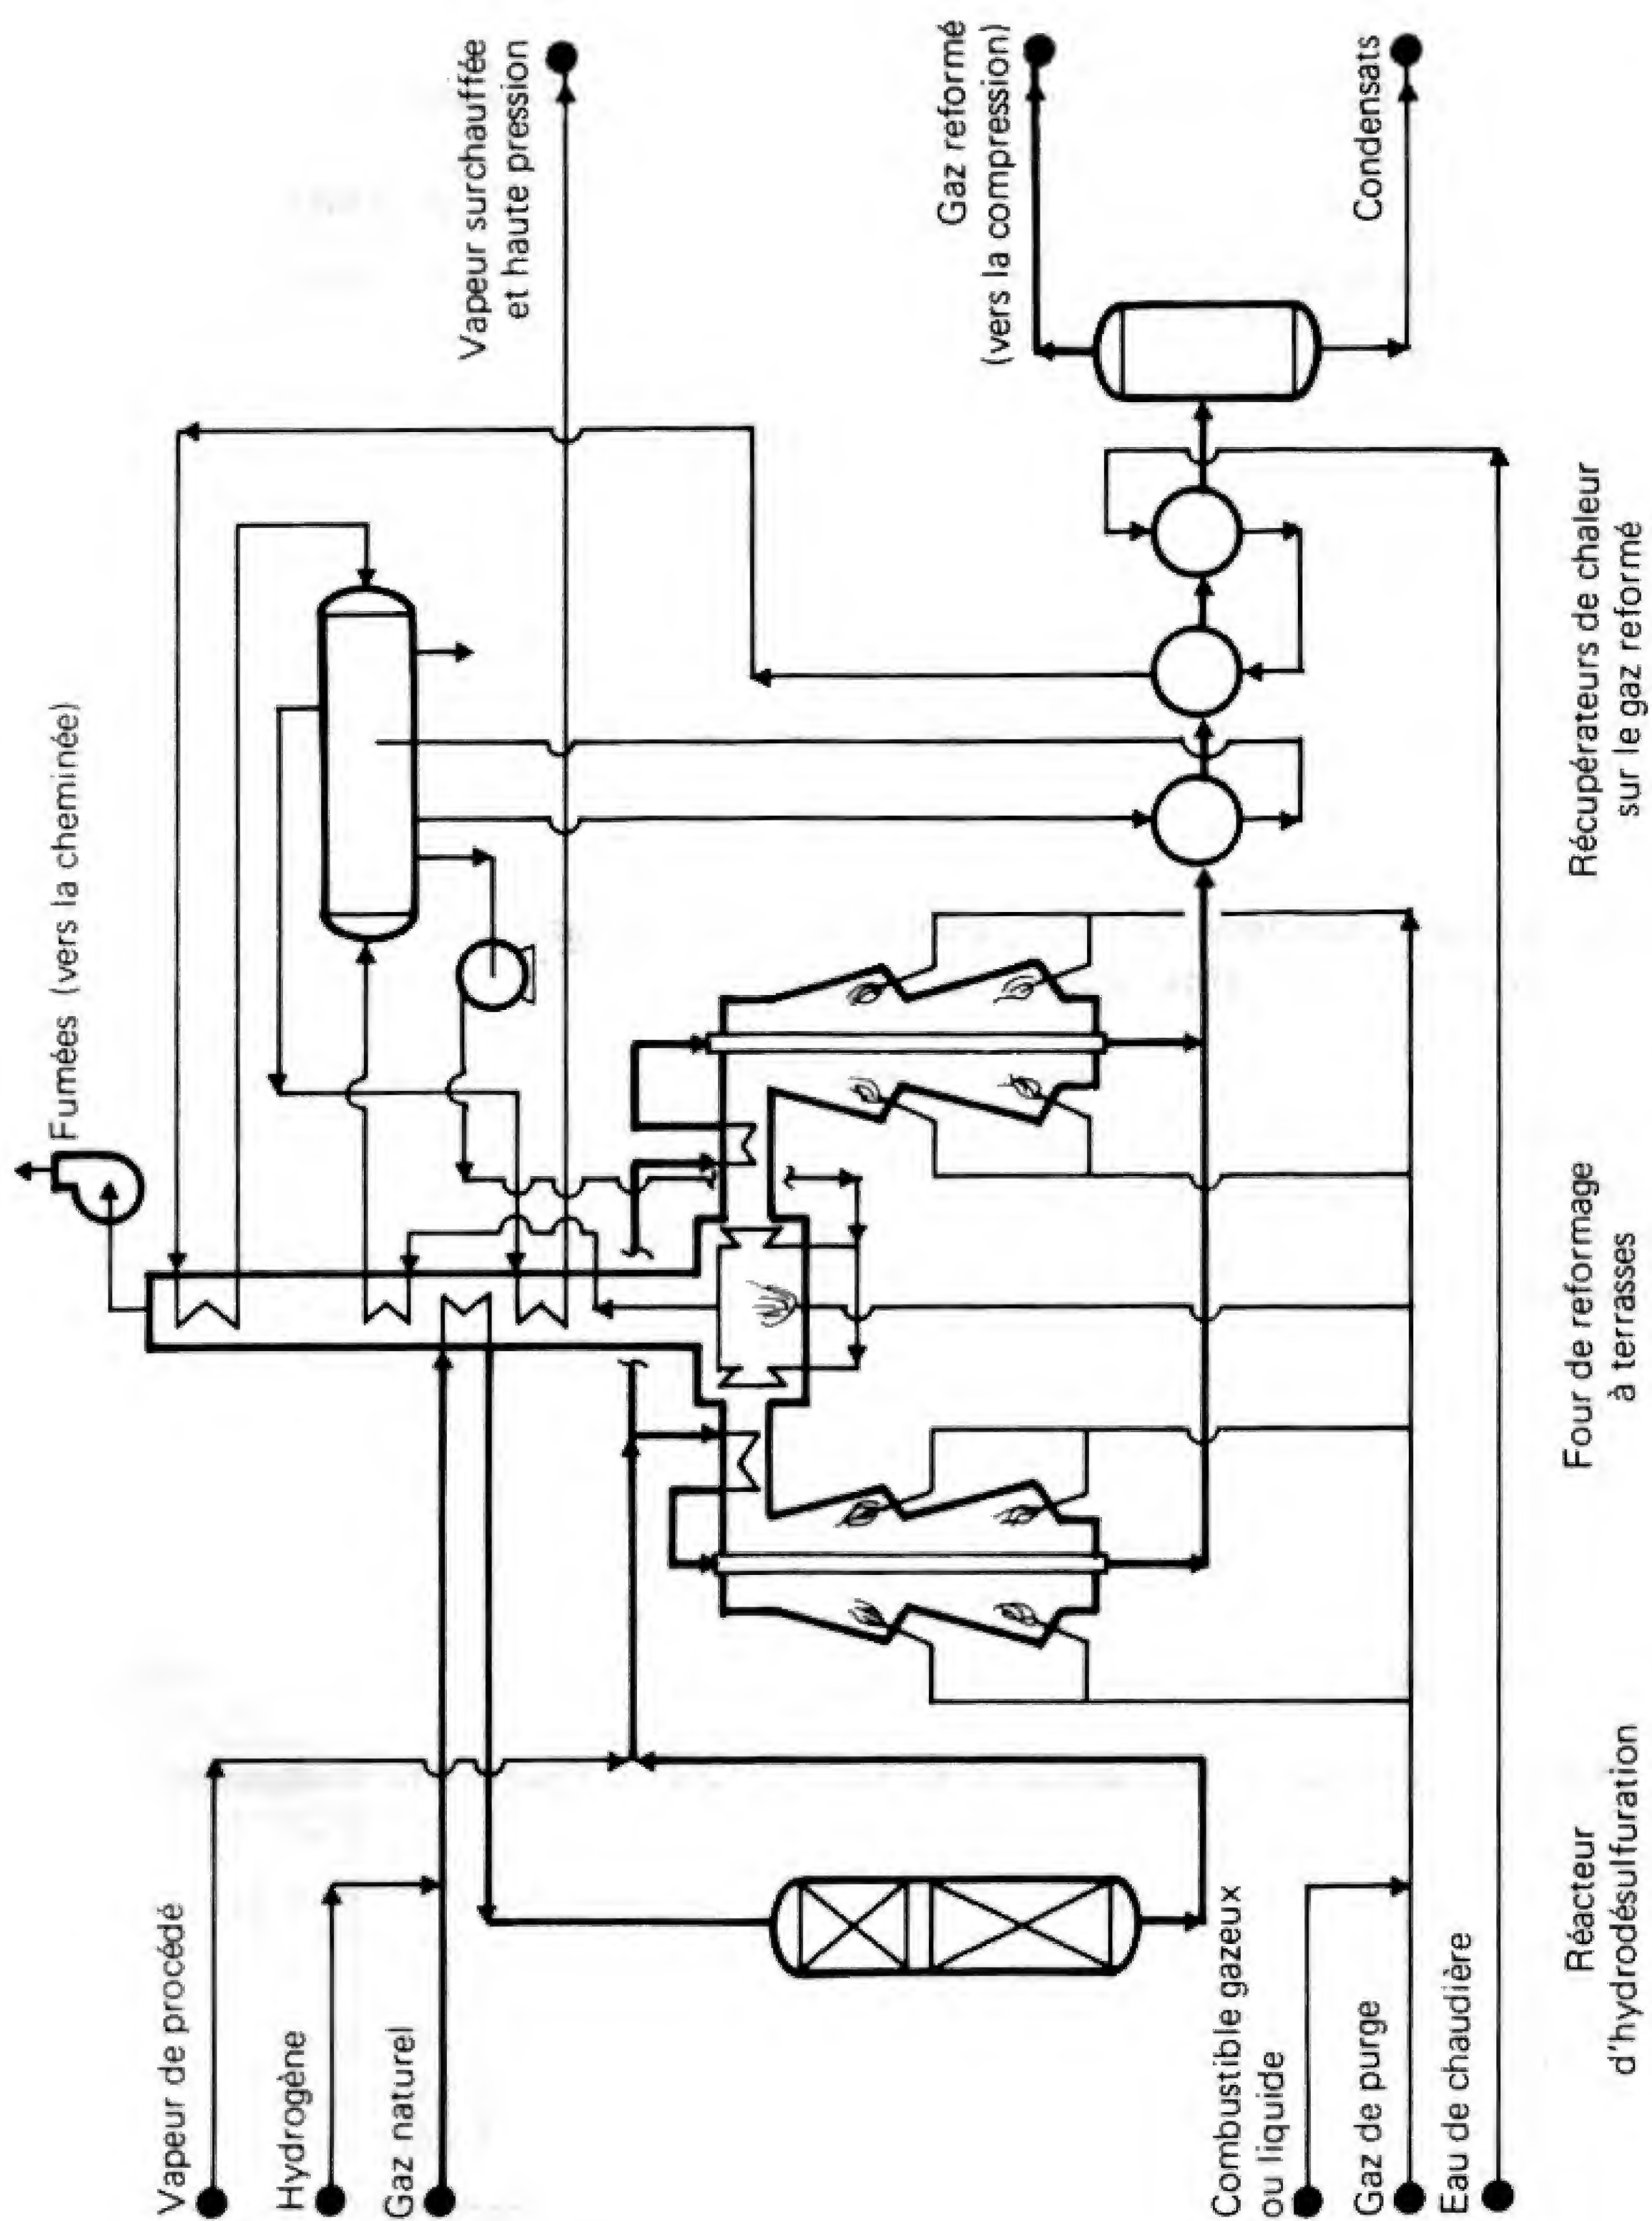 Vapeur de procédé
Hydrogène
Gaz naturel
Fumées (vers la cheminée)
Vapeur surchauffée
et haute pression
Gaz reformé
(vers la compression)
Condensats
Combustible gazeux
ou liquide
Gaz de purge
Eau de chaudière
Réacteur
d'hydrodésulfuration
Four de reformage
à terrasses
Récupérateurs de chaleur
sur le gaz reformé